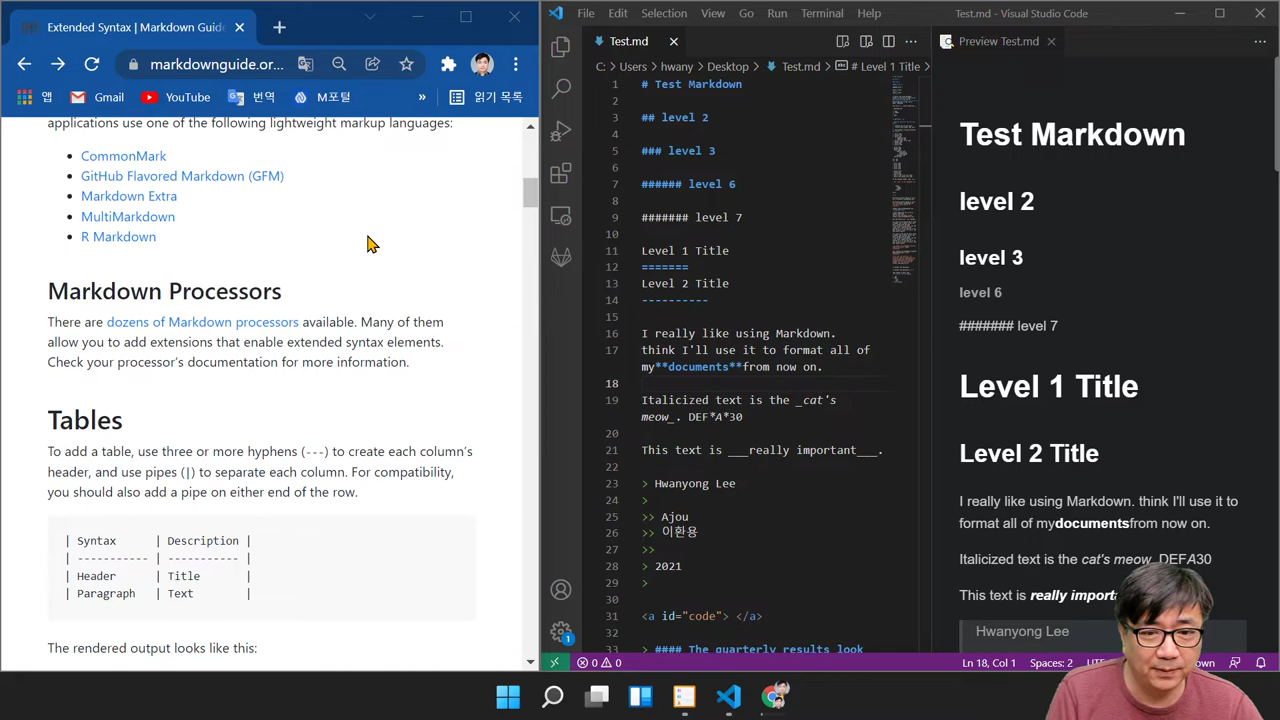 Extended Syntax | Markdown Guide
File Edit Selection View Go Run Terminal Help
Test.md - Visual Studio Code
Test.md
Preview Test.md
markdownguide.or...
C: > Users > hwany > Desktop > Test.md > # Level 1 Title
앱 Gmail YouTube 번역 M포털 » 읽기 목록
applications use one of the following lightweight markup languages:
• CommonMark
• GitHub Flavored Markdown (GFM)
• Markdown Extra
• MultiMarkdown
• R Markdown
Markdown Processors
There are dozens of Markdown processors available. Many of them
allow you to add extensions that enable extended syntax elements.
Check your processor's documentation for more information.
Tables
To add a table, use three or more hyphens (---) to create each column's
header, and use pipes (|) to separate each column. For compatibility,
you should also add a pipe on either end of the row.
| Syntax | Description |
| ----------- | ----------- |
| Header | Title |
| Paragraph | Text |
The rendered output looks like this:
1 # Test Markdown
2
3 ## level 2
4
5 ### level 3
6
7 ###### level 6
8
9 ####### level 7
10
11 Level 1 Title
12 =======
13 Level 2 Title
14 ----------
15
16 I really like using Markdown.
17 think I'll use it to format all of
my**documents**from now on.
18
19 Italicized text is the _cat's
meow_. DEF*A*30
20
21 This text is ___really important___.
22
23 > Hwanyong Lee
24 >
25 >> Ajou
26 >> 이환용
27 >>
28 > 2021
29 >
30
31 <a id="code"> </a>
32
33 > #### The quarterly results look
Test Markdown
level 2
level 3
level 6
####### level 7
Level 1 Title
Level 2 Title
I really like using Markdown. think I'll use it to
format all of mydocumentsfrom now on.
Italicized text is the cat's meow. DEFA30
This text is really
Hwanyong Lee
0 0
Ln 18, Col 1 Spaces: 2
1